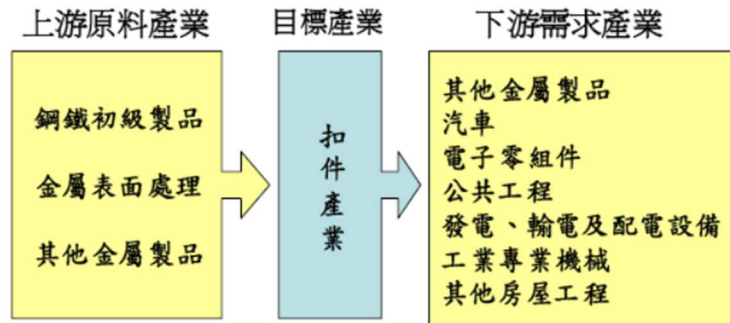 上游原料產業
鋼鐵初級製品
金屬表面處理
其他金屬製品
目標產業
扣件產業
下游需求產業
其他金屬製品
汽車
電子零組件
公共工程
發電、輸電及配電設備
工業專業機械
其他房屋工程